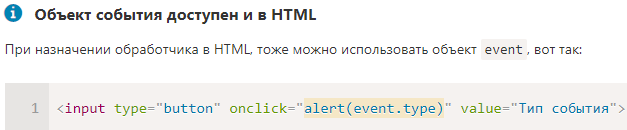 Объект события доступен и в HTML
При назначении обработчика в HTML, тоже можно использовать объект event, вот так:
1 <input type="button" onclick="alert(event.type)" value="Тип события">